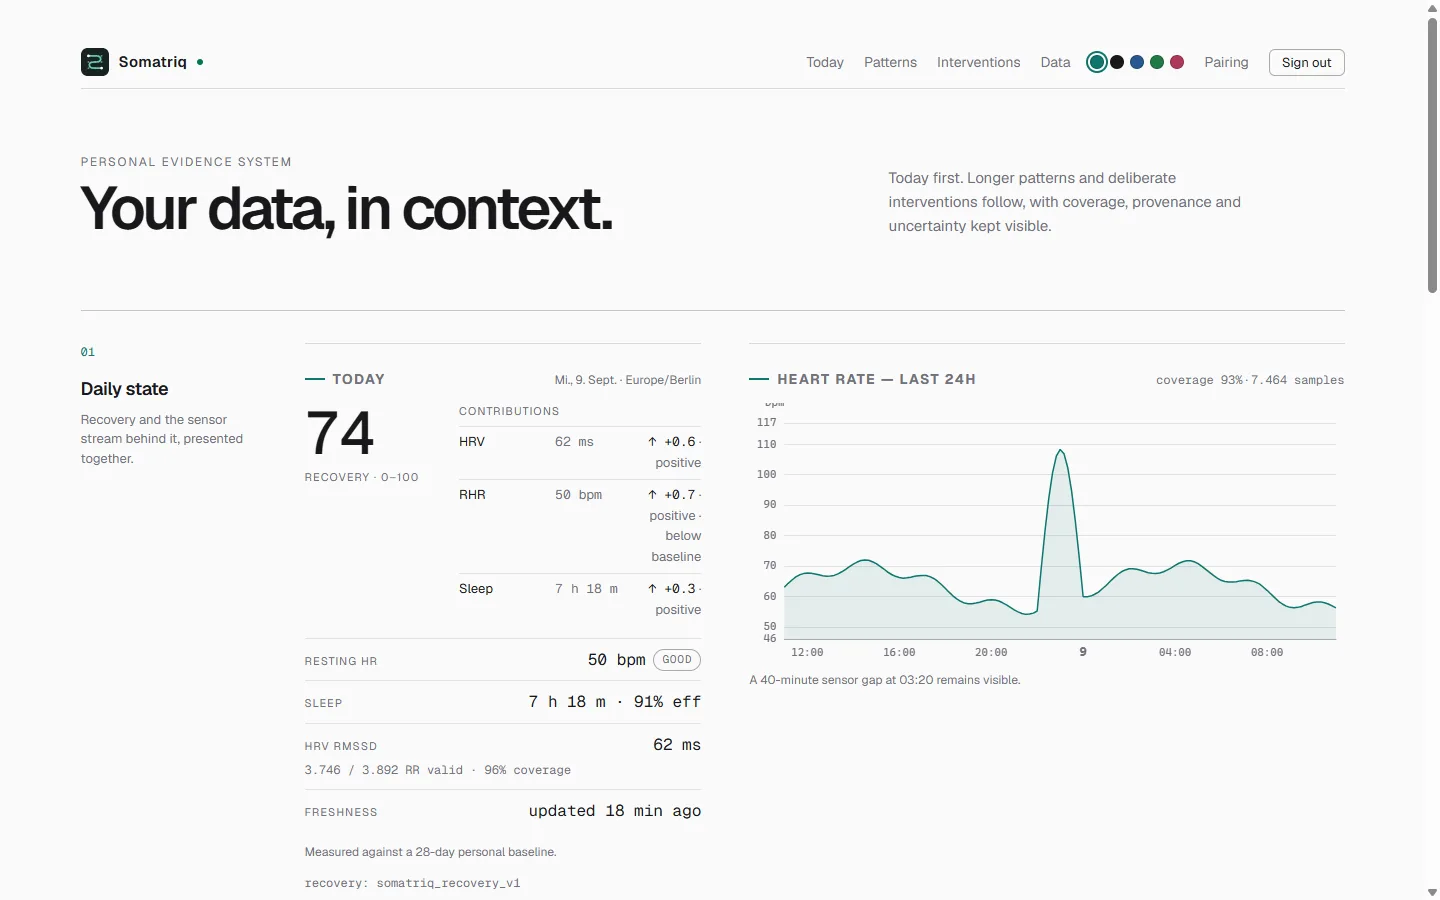 Somatriq
Today Patterns Interventions Data Pairing Sign out
PERSONAL EVIDENCE SYSTEM
Your data, in context.
Today first. Longer patterns and deliberate
interventions follow, with coverage, provenance and
uncertainty kept visible.
01
Daily state
Recovery and the sensor
stream behind it, presented
together.
TODAY
Mi., 9. Sept. · Europe/Berlin
74
RECOVERY · 0–100
CONTRIBUTIONS
HRV 62 ms ↑ +0.6 ·
positive
RHR 50 bpm ↑ +0.7 ·
positive ·
below
baseline
Sleep 7 h 18 m ↑ +0.3 ·
positive
RESTING HR 50 bpm GOOD
SLEEP 7 h 18 m · 91% eff
HRV RMSSD 62 ms
3.746 / 3.892 RR valid · 96% coverage
FRESHNESS updated 18 min ago
Measured against a 28-day personal baseline.
recovery: somatriq_recovery_v1
HEART RATE — LAST 24H
coverage 93% · 7.464 samples
bpm
117
110
100
90
80
70
60
50
46
12:00 16:00 20:00 9 04:00 08:00
A 40-minute sensor gap at 03:20 remains visible.